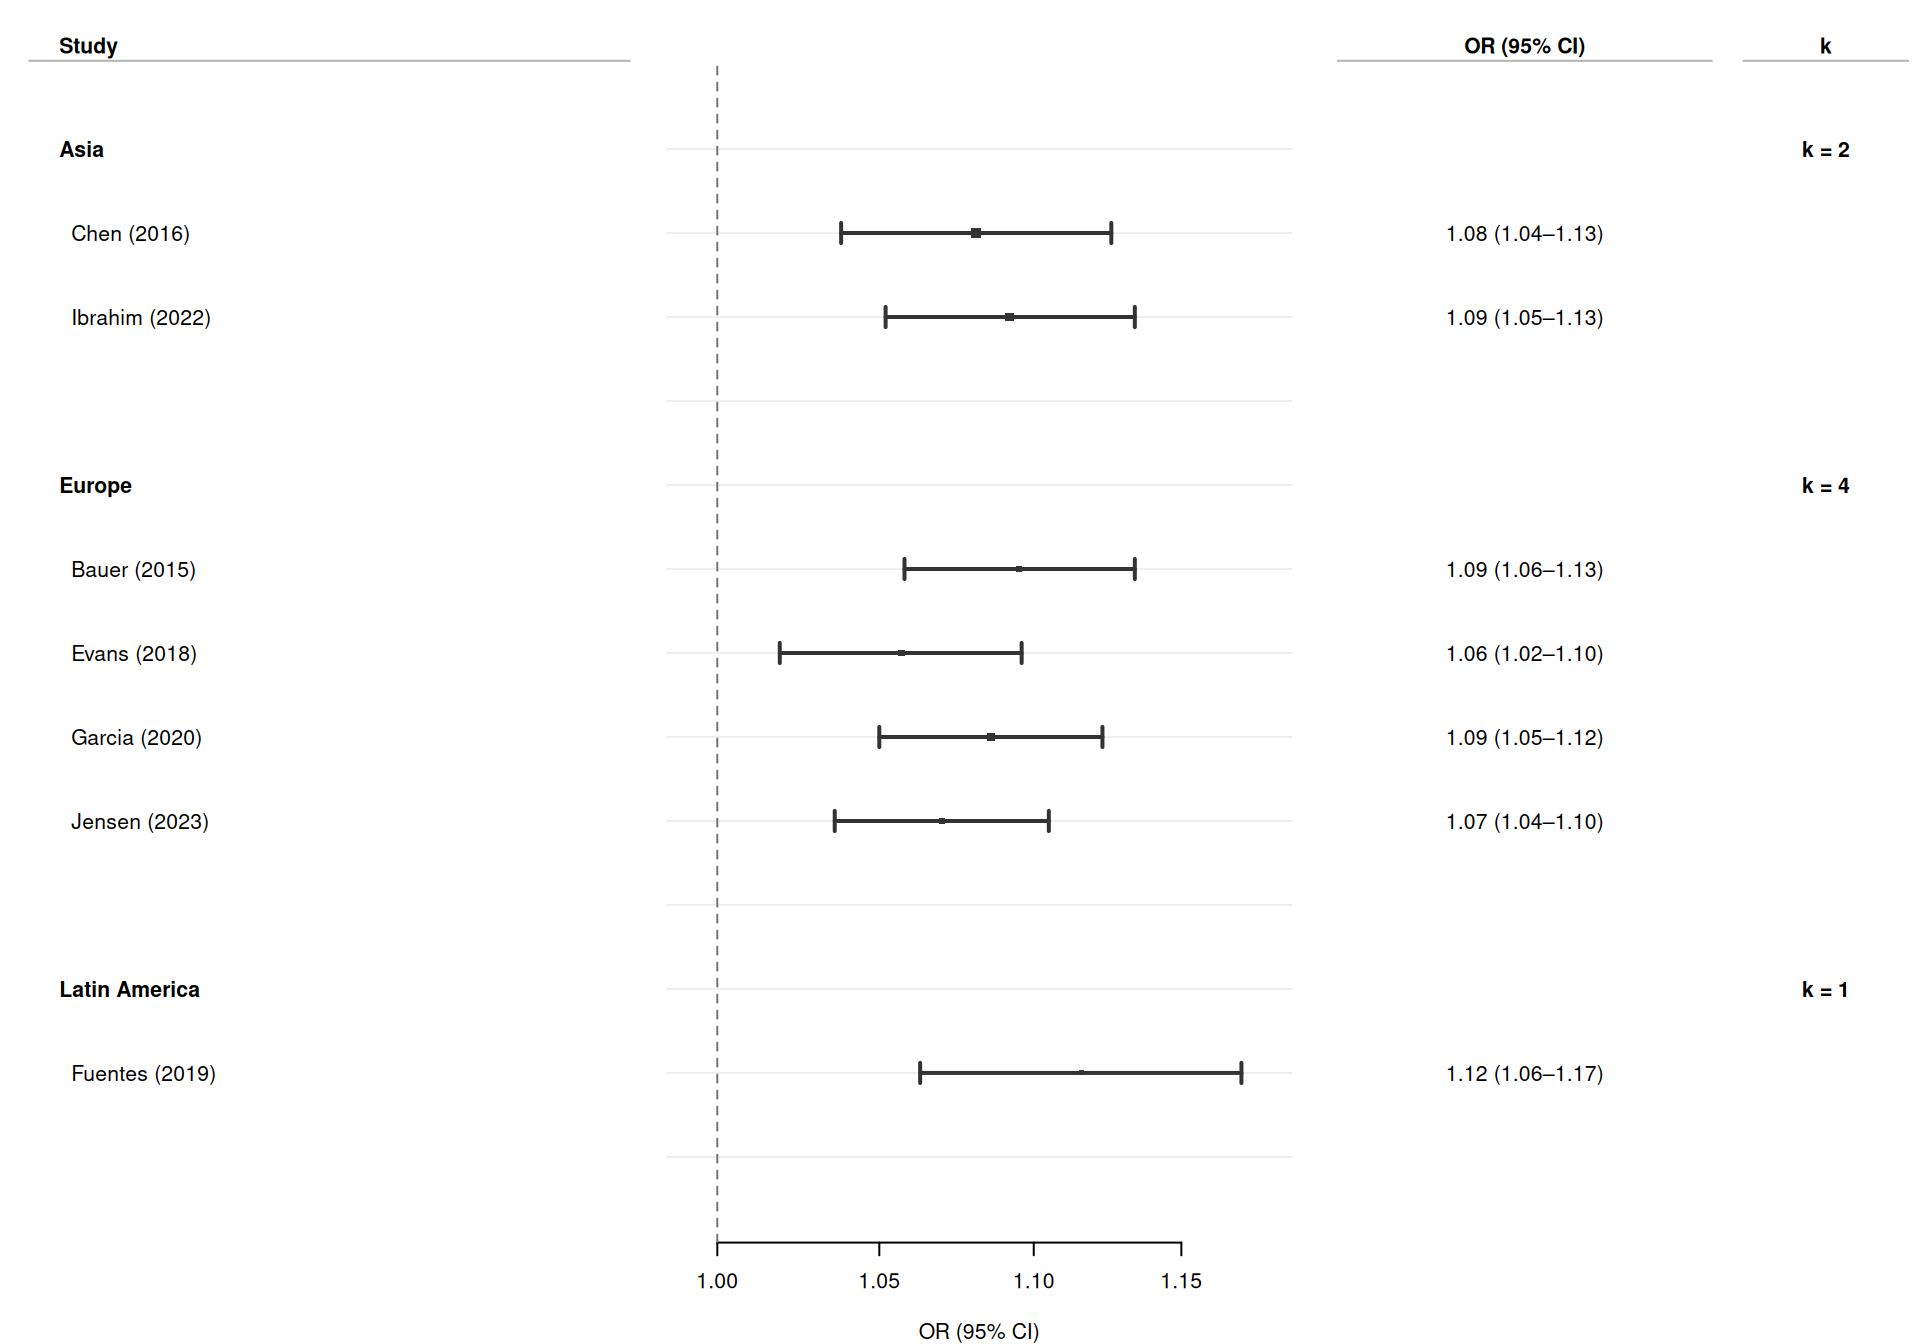 Study OR (95% CI) k
Asia k = 2
Chen (2016) 1.08 (1.04–1.13)
Ibrahim (2022) 1.09 (1.05–1.13)
Europe k = 4
Bauer (2015) 1.09 (1.06–1.13)
Evans (2018) 1.06 (1.02–1.10)
Garcia (2020) 1.09 (1.05–1.12)
Jensen (2023) 1.07 (1.04–1.10)
Latin America k = 1
Fuentes (2019) 1.12 (1.06–1.17)
1.00 1.05 1.10 1.15
OR (95% CI)